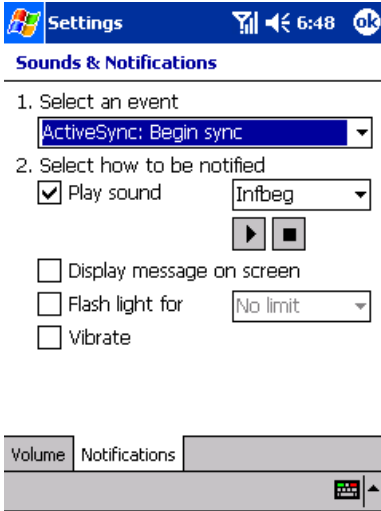 Settings 6:48 ok
Sounds & Notifications
1. Select an event
ActiveSync: Begin sync
2. Select how to be notified
Play sound Infbeg
Display message on screen
Flash light for No limit
Vibrate
Volume Notifications